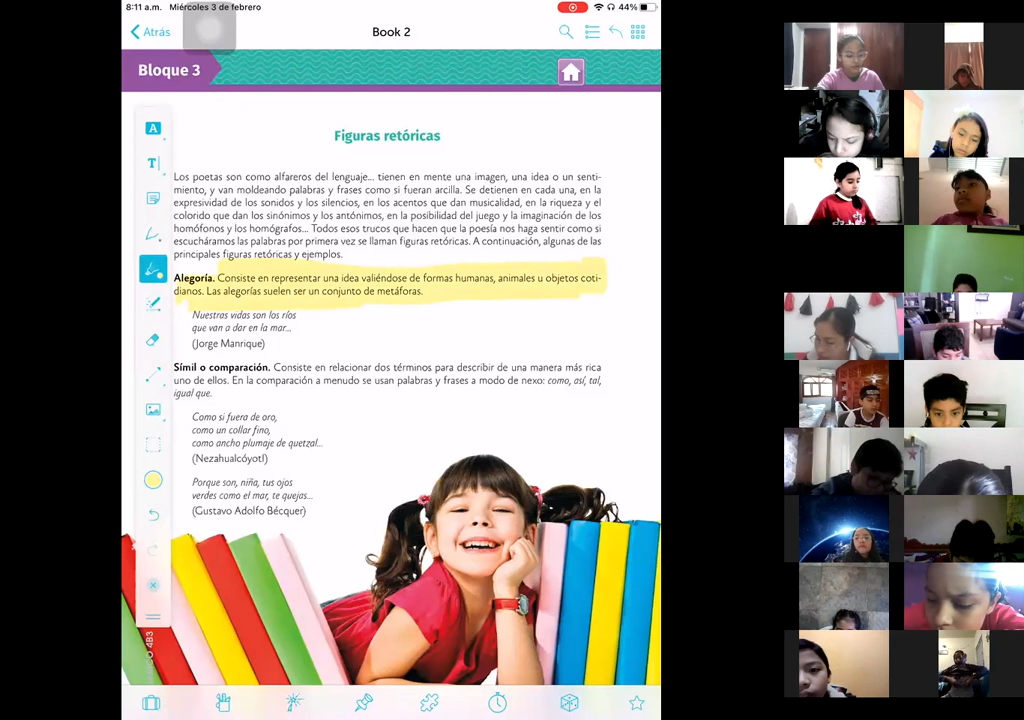 8:11 a.m. Miércoles 3 de febrero
44%
Atrás
Book 2
Bloque 3
A
T
Figuras retóricas
Los poetas son como alfareros del lenguaje... tienen en mente una imagen, una idea o un senti-
miento, y van moldeando palabras y frases como si fueran arcilla. Se detienen en cada una, en la
expresividad de los sonidos y los silencios, en los acentos que dan musicalidad, en la riqueza y el
colorido que dan los sinónimos y los antónimos, en la posibilidad del juego y la imaginación de los
homófonos y los homógrafos... Todos esos trucos que hacen que la poesía nos haga sentir como si
escucháramos las palabras por primera vez se llaman figuras retóricas. A continuación, algunas de las
principales figuras retóricas y ejemplos.
Alegoría. Consiste en representar una idea valiéndose de formas humanas, animales u objetos coti-
dianos. Las alegorías suelen ser un conjunto de metáforas.
Nuestras vidas son los ríos
que van a dar en la mar...
(Jorge Manrique)
Símil o comparación. Consiste en relacionar dos términos para describir de una manera más rica
uno de ellos. En la comparación a menudo se usan palabras y frases a modo de nexo: como, así, tal,
igual que.
Como si fuera de oro,
como un collar fino,
como ancho plumaje de quetzal...
(Nezahualcóyotl)
Porque son, niña, tus ojos
verdes como el mar, te quejas...
(Gustavo Adolfo Bécquer)
4B3